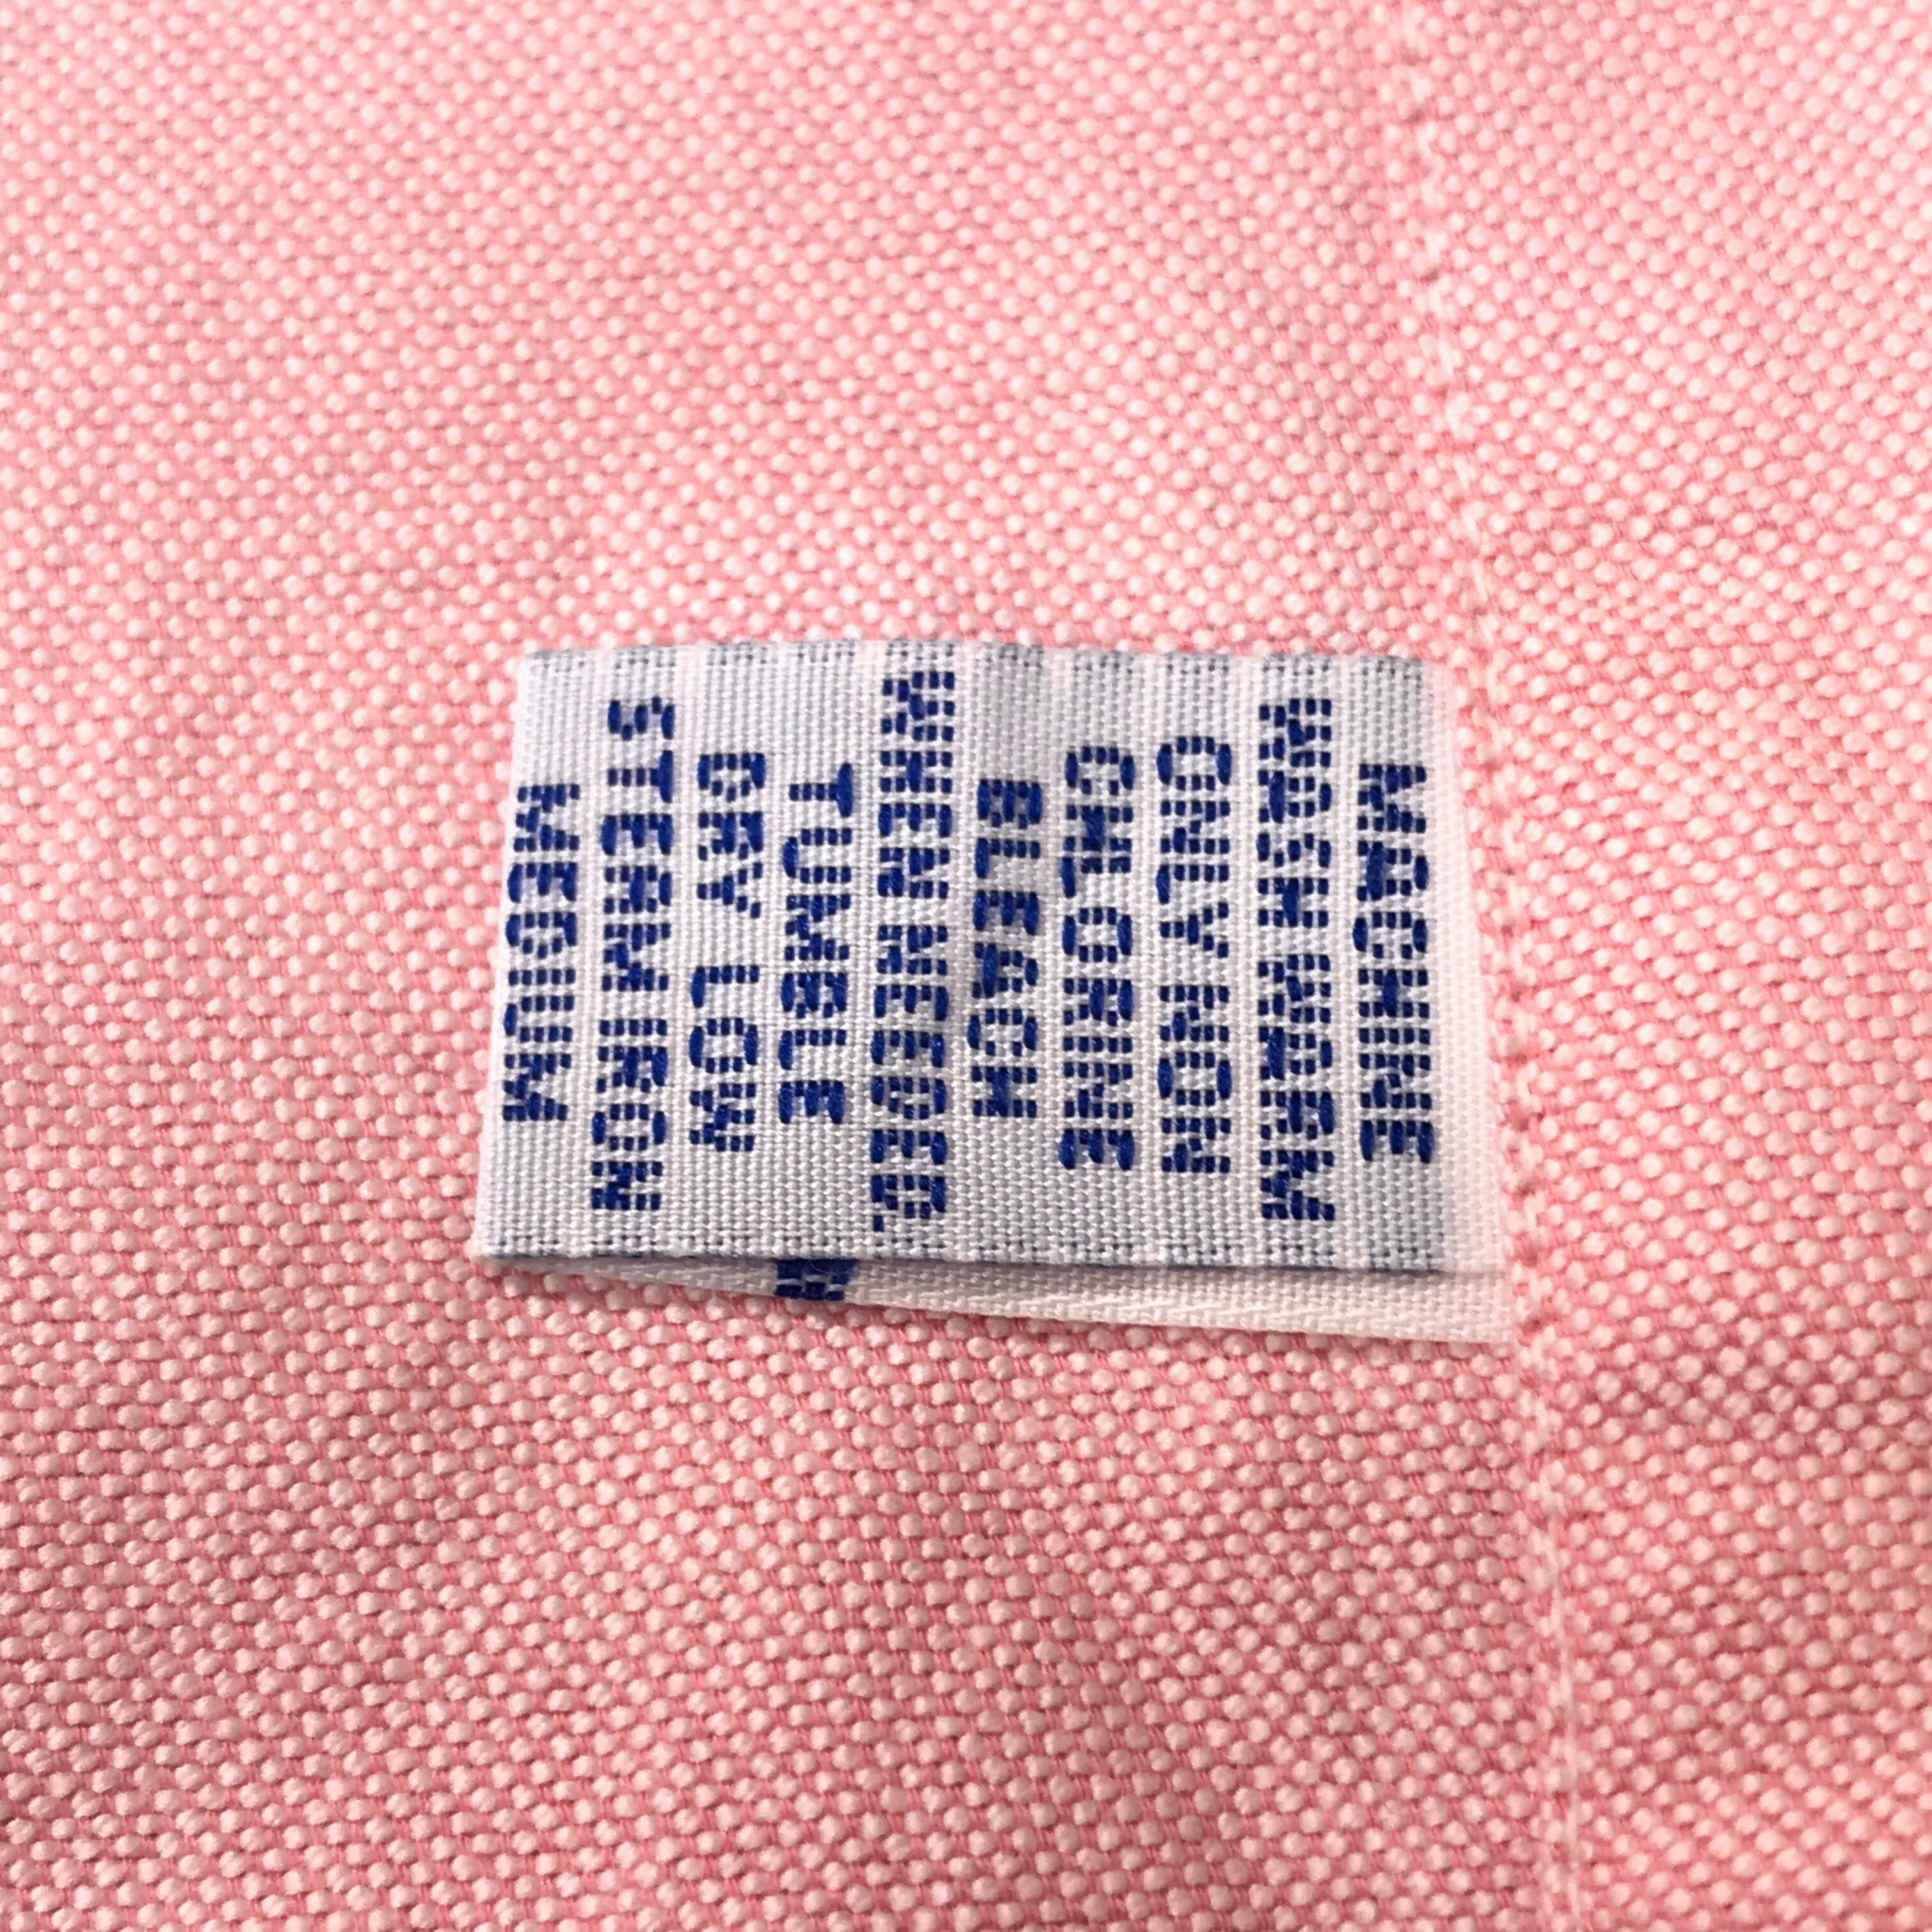 MACHINE
WASH WARM
ONLY NON
CHLORINE
BLEACH
WHEN NEEDED.
TUMBLE
DRY LOW
STEAM IRON
MEDIUM